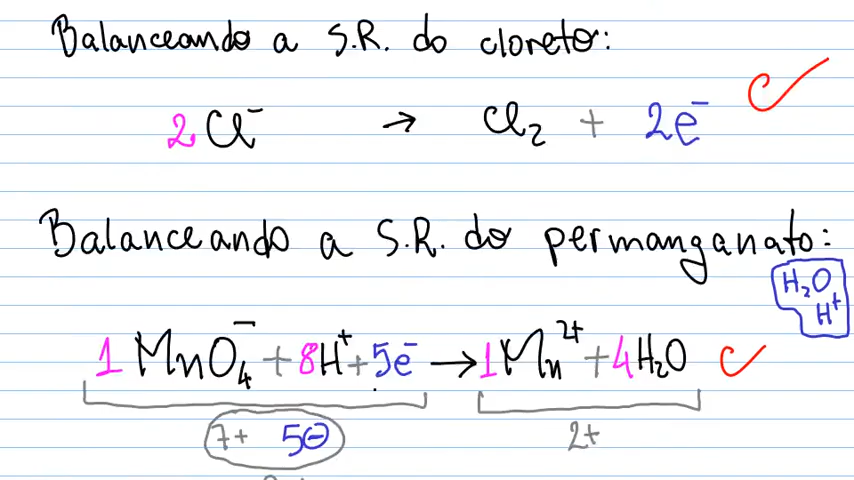 Balanceando a S.R. do cloreto:
2Cl⁻ → Cl₂ + 2e⁻
Balanceando a S.R. do permanganato:
H₂O
H⁺
1MnO₄⁻ + 8H⁺ + 5e⁻ → 1Mn²⁺ + 4H₂O
7+ 5⊖ 2+